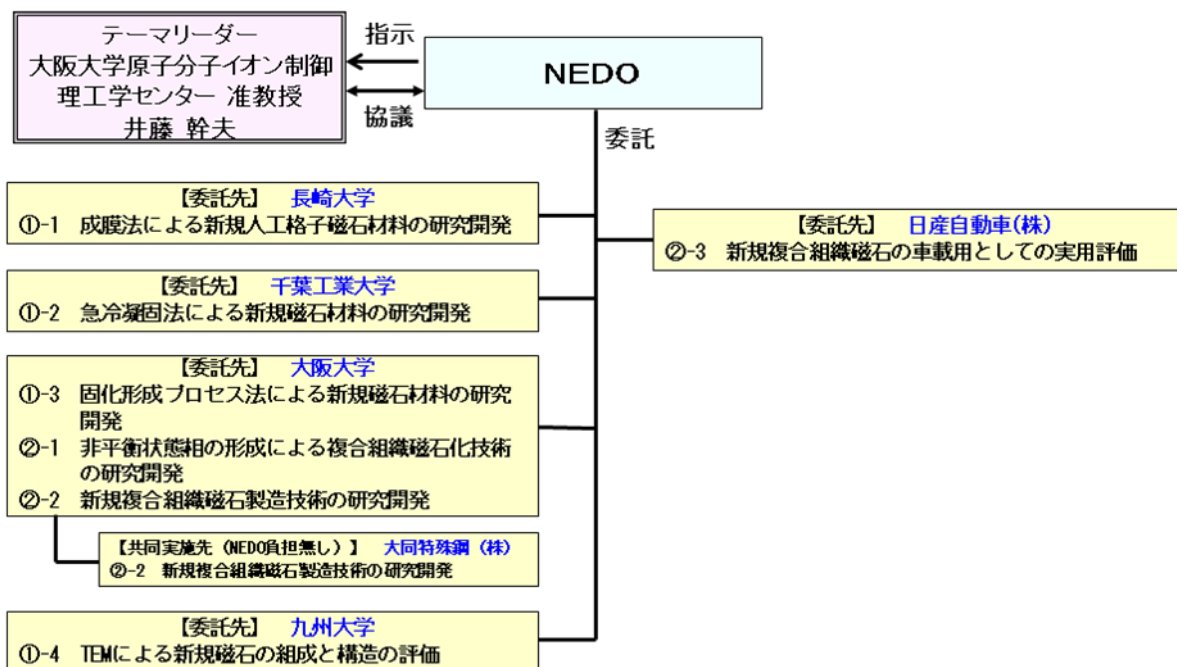 テーマリーダー
大阪大学原子分子イオン制御
理工学センター 准教授
井藤 幹夫
指示
協議
NEDO
委託
【委託先】 長崎大学
①-1 成膜法による新規人工格子磁石材料の研究開発
【委託先】 千葉工業大学
①-2 急冷凝固法による新規磁石材料の研究開発
【委託先】 大阪大学
①-3 固化形成プロセス法による新規磁石材料の研究
開発
②-1 非平衡状態相の形成による複合組織磁石化技術
の研究開発
②-2 新規複合組織磁石製造技術の研究開発
【共同実施先（NEDO負担無し）】 大同特殊鋼（株）
②-2 新規複合組織磁石製造技術の研究開発
【委託先】 九州大学
①-4 TEMによる新規磁石の組成と構造の評価
【委託先】 日産自動車(株)
②-3 新規複合組織磁石の車載用としての実用評価